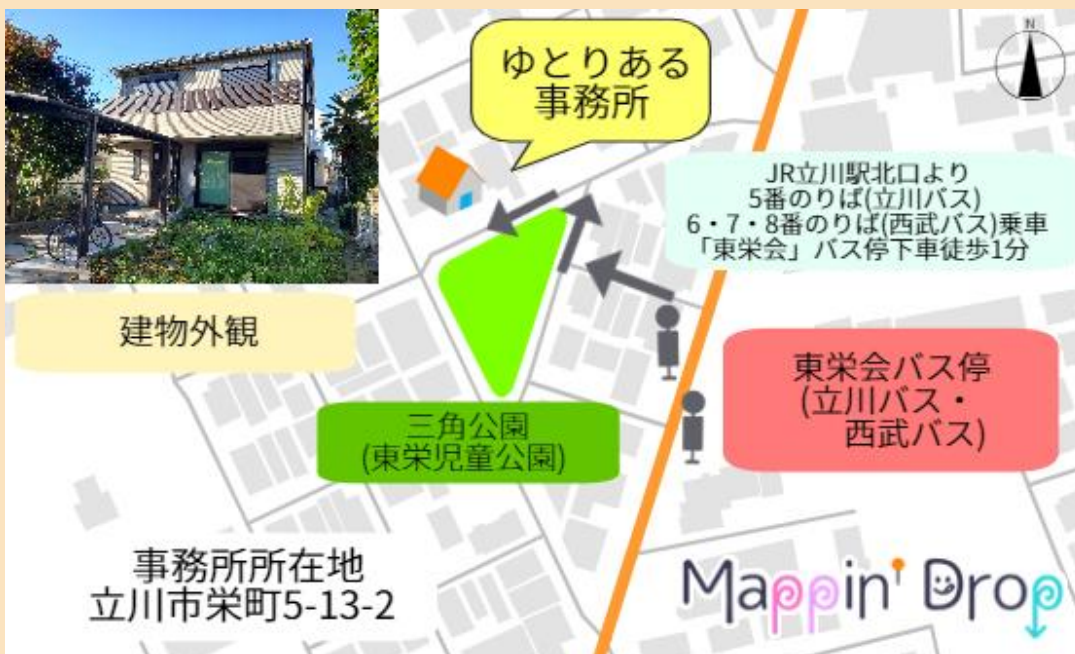 ゆとりある
事務所
N
JR立川駅北口より
5番のりば(立川バス)
6・7・8番のりば(西武バス)乗車
「東栄会」バス停下車徒歩1分
建物外観
東栄会バス停
(立川バス・
西武バス)
三角公園
(東栄児童公園)
事務所所在地
立川市栄町5-13-2
Mappin' Drop